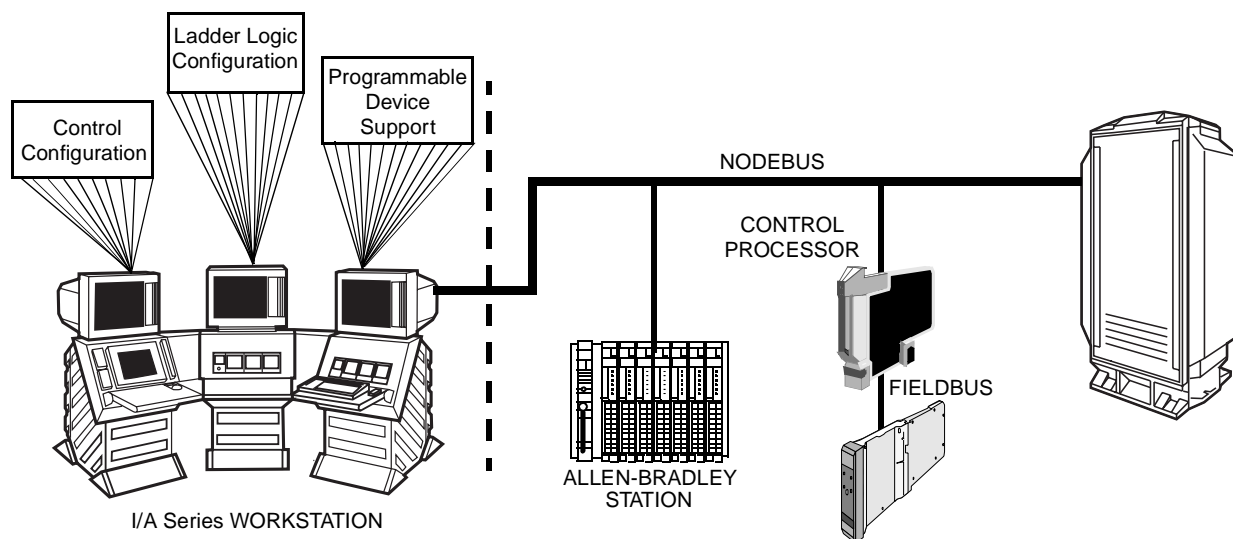 Ladder Logic
Configuration
Programmable
Device
Support
Control
Configuration
NODEBUS
CONTROL
PROCESSOR
FIELDBUS
ALLEN-BRADLEY
STATION
I/A Series WORKSTATION